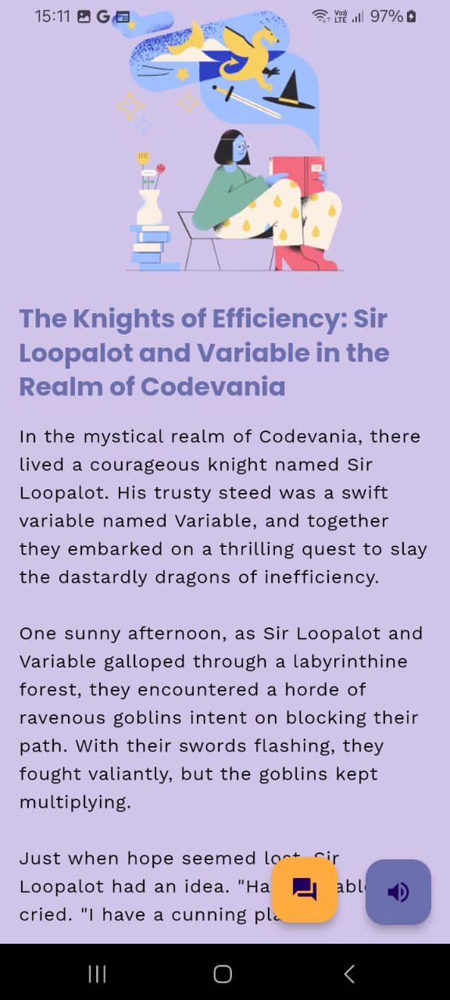 15:11 G Vo)) LTE 97%
The Knights of Efficiency: Sir
Loopalot and Variable in the
Realm of Codevania
In the mystical realm of Codevania, there
lived a courageous knight named Sir
Loopalot. His trusty steed was a swift
variable named Variable, and together
they embarked on a thrilling quest to slay
the dastardly dragons of inefficiency.
One sunny afternoon, as Sir Loopalot and
Variable galloped through a labyrinthine
forest, they encountered a horde of
ravenous goblins intent on blocking their
path. With their swords flashing, they
fought valiantly, but the goblins kept
multiplying.
Just when hope seemed lost, Sir
Loopalot had an idea. "Ha
cried. "I have a cunning